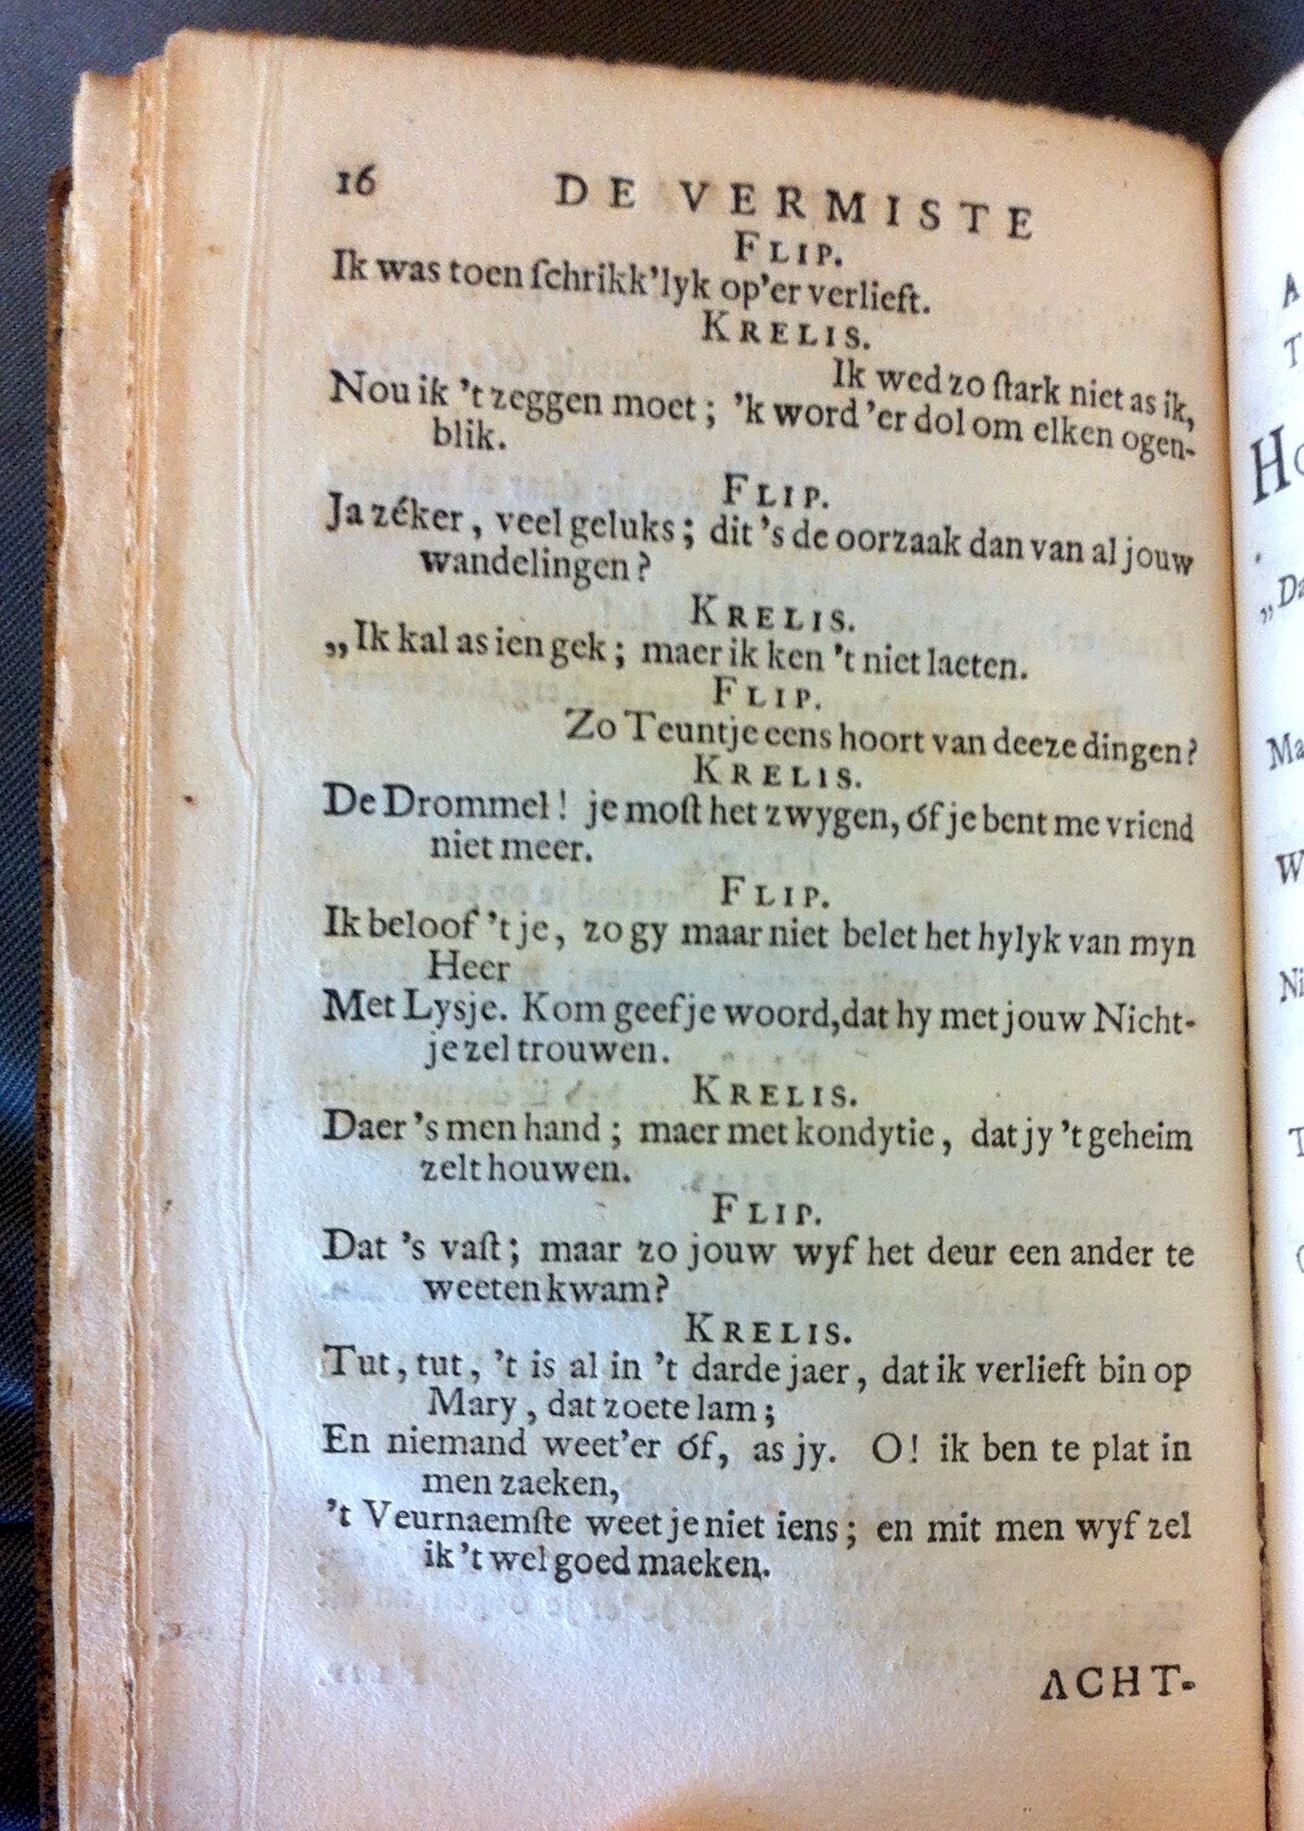 16 DE VERMISTE
FLIP.
Ik was toen ſchrikk'lyk op'er verlieft.
KRELIS.
Ik wed zo ſtark niet as ik,
Nou ik 't zeggen moet; 'k word 'er dol om elken ogen-
blik.
FLIP.
Ja zéker, veel geluks; dit 's de oorzaak dan van al jouw
wandelingen?
KRELIS.
„Ik kal as ien gek; maer ik ken 't niet laeten.
FLIP.
Zo Teuntje eens hoort van deeze dingen?
KRELIS.
De Drommel! je moſt het zwygen, óf je bent me vriend
niet meer.
FLIP.
Ik beloof 't je, zo gy maar niet belet het hylyk van myn
Heer
Met Lysje. Kom geef je woord, dat hy met jouw Nicht-
je zel trouwen.
KRELIS.
Daer 's men hand; maer met kondytie, dat jy 't geheim
zelt houwen.
FLIP.
Dat 's vaſt; maar zo jouw wyf het deur een ander te
weeten kwam?
KRELIS.
Tut, tut, 't is al in 't darde jaer, dat ik verlieft bin op
Mary, dat zoete lam;
En niemand weet'er óf, as jy. O! ik ben te plat in
men zaeken,
't Veurnaemſte weet je niet iens; en mit men wyf zel
ik 't wel goed maeken.
ACHT-